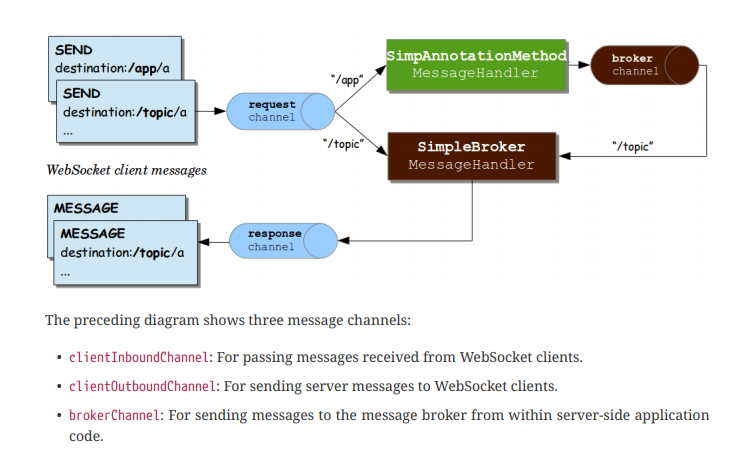 SEND
destination:/app/a
SEND
destination:/topic/a
...
WebSocket client messages
request
channel
"/app"
"/topic"
SimpAnnotationMethod
MessageHandler
broker
channel
SimpleBroker
MessageHandler
"/topic"
MESSAGE
MESSAGE
destination:/topic/a
...
response
channel
The preceding diagram shows three message channels:
• clientInboundChannel: For passing messages received from WebSocket clients.
• clientOutboundChannel: For sending server messages to WebSocket clients.
• brokerChannel: For sending messages to the message broker from within server-side application
code.